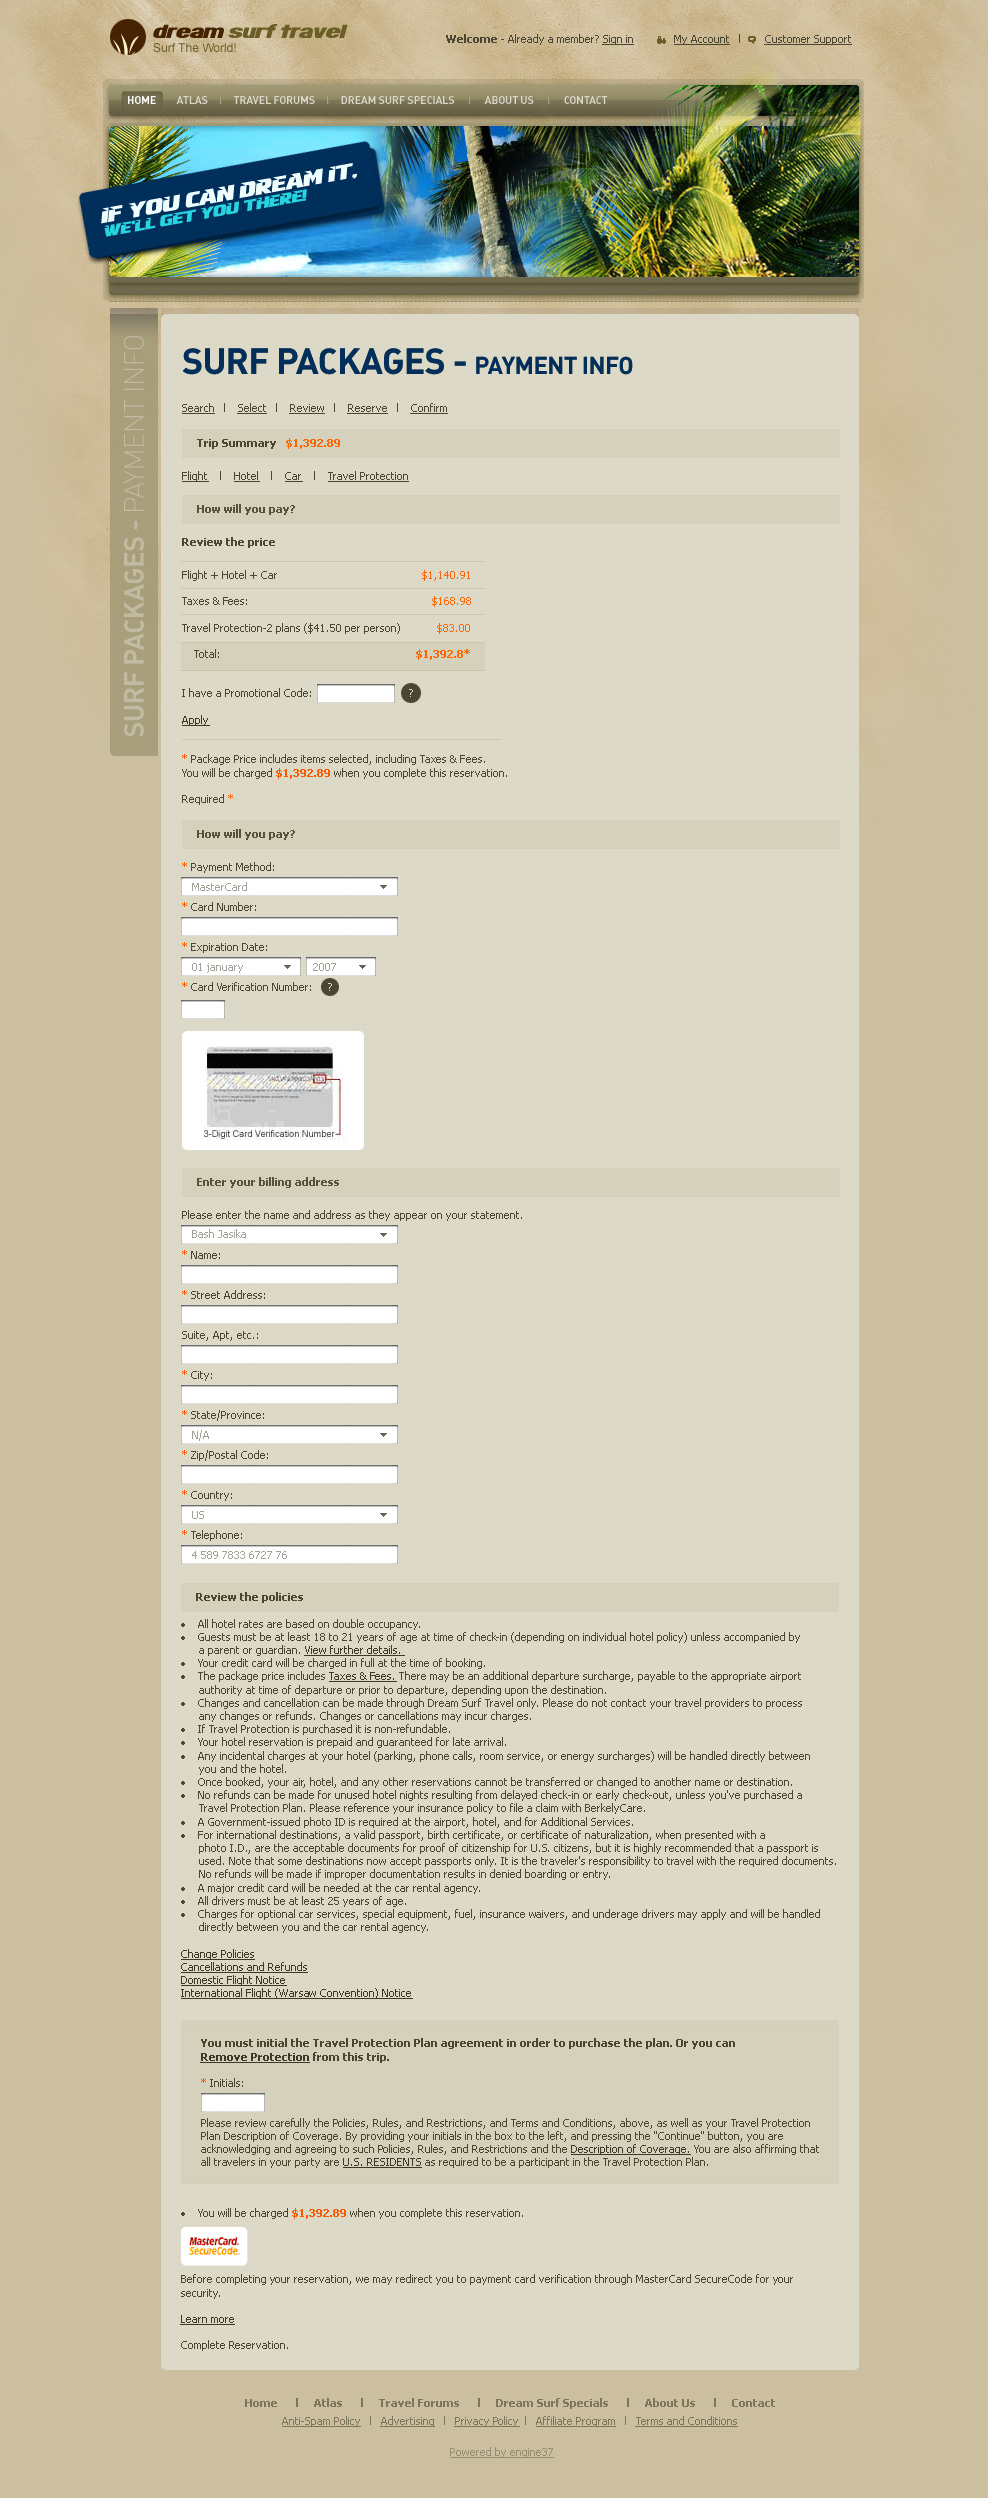 dream surf travel
Surf The World!
Welcome - Already a member? Sign in
My Account | Customer Support
HOME ATLAS | TRAVEL FORUMS | DREAM SURF SPECIALS | ABOUT US | CONTACT
IF YOU CAN DREAM IT.
WE'LL GET YOU THERE!
SURF PACKAGES - PAYMENT INFO
SURF PACKAGES - PAYMENT INFO
Search | Select | Review | Reserve | Confirm
Trip Summary $1,392.89
Flight | Hotel | Car | Travel Protection
How will you pay?
Review the price
Flight + Hotel + Car $1,140.91
Taxes & Fees: $168.98
Travel Protection-2 plans ($41.50 per person) $83.00
Total: $1,392.8*
I have a Promotional Code: ?
Apply
* Package Price includes items selected, including Taxes & Fees.
You will be charged $1,392.89 when you complete this reservation.
Required *
How will you pay?
* Payment Method:
MasterCard
* Card Number:
* Expiration Date:
01 january 2007
* Card Verification Number: ?
3-Digit Card Verification Number
Enter your billing address
Please enter the name and address as they appear on your statement.
Bash Jasika
* Name:
* Street Address:
Suite, Apt, etc.:
* City:
* State/Province:
N/A
* Zip/Postal Code:
* Country:
US
* Telephone:
4 589 7833 6727 76
Review the policies
• All hotel rates are based on double occupancy.
• Guests must be at least 18 to 21 years of age at time of check-in (depending on individual hotel policy) unless accompanied by
a parent or guardian. View further details.
• Your credit card will be charged in full at the time of booking.
• The package price includes Taxes & Fees. There may be an additional departure surcharge, payable to the appropriate airport
authority at time of departure or prior to departure, depending upon the destination.
• Changes and cancellation can be made through Dream Surf Travel only. Please do not contact your travel providers to process
any changes or refunds. Changes or cancellations may incur charges.
• If Travel Protection is purchased it is non-refundable.
• Your hotel reservation is prepaid and guaranteed for late arrival.
• Any incidental charges at your hotel (parking, phone calls, room service, or energy surcharges) will be handled directly between
you and the hotel.
• Once booked, your air, hotel, and any other reservations cannot be transferred or changed to another name or destination.
• No refunds can be made for unused hotel nights resulting from delayed check-in or early check-out, unless you've purchased a
Travel Protection Plan. Please reference your insurance policy to file a claim with BerkelyCare.
• A Government-issued photo ID is required at the airport, hotel, and for Additional Services.
• For international destinations, a valid passport, birth certificate, or certificate of naturalization, when presented with a
photo I.D., are the acceptable documents for proof of citizenship for U.S. citizens, but it is highly recommended that a passport is
used. Note that some destinations now accept passports only. It is the traveler's responsibility to travel with the required documents.
No refunds will be made if improper documentation results in denied boarding or entry.
• A major credit card will be needed at the car rental agency.
• All drivers must be at least 25 years of age.
• Charges for optional car services, special equipment, fuel, insurance waivers, and underage drivers may apply and will be handled
directly between you and the car rental agency.
Change Policies
Cancellations and Refunds
Domestic Flight Notice
International Flight (Warsaw Convention) Notice
You must initial the Travel Protection Plan agreement in order to purchase the plan. Or you can
Remove Protection from this trip.
* Initials:
Please review carefully the Policies, Rules, and Restrictions, and Terms and Conditions, above, as well as your Travel Protection
Plan Description of Coverage. By providing your initials in the box to the left, and pressing the "Continue" button, you are
acknowledging and agreeing to such Policies, Rules, and Restrictions and the Description of Coverage. You are also affirming that
all travelers in your party are U.S. RESIDENTS as required to be a participant in the Travel Protection Plan.
• You will be charged $1,392.89 when you complete this reservation.
MasterCard.
SecureCode.
Before completing your reservation, we may redirect you to payment card verification through MasterCard SecureCode for your
security.
Learn more
Complete Reservation.
Home | Atlas | Travel Forums | Dream Surf Specials | About Us | Contact
Anti-Spam Policy | Advertising | Privacy Policy | Affiliate Program | Terms and Conditions
Powered by engine37